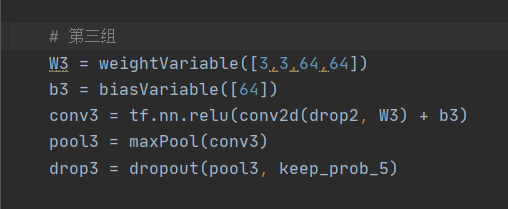 # 第三组
W3 = weightVariable([3,3,64,64])
b3 = biasVariable([64])
conv3 = tf.nn.relu(conv2d(drop2, W3) + b3)
pool3 = maxPool(conv3)
drop3 = dropout(pool3, keep_prob_5)